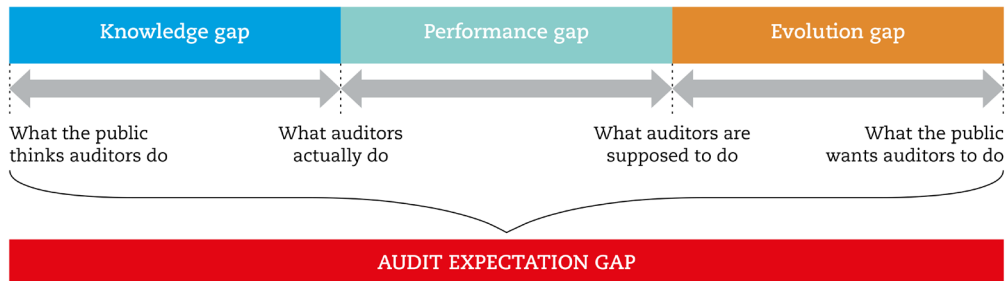 Knowledge gap
Performance gap
Evolution gap
What the public
thinks auditors do
What auditors
actually do
What auditors are
supposed to do
What the public
wants auditors to do
AUDIT EXPECTATION GAP